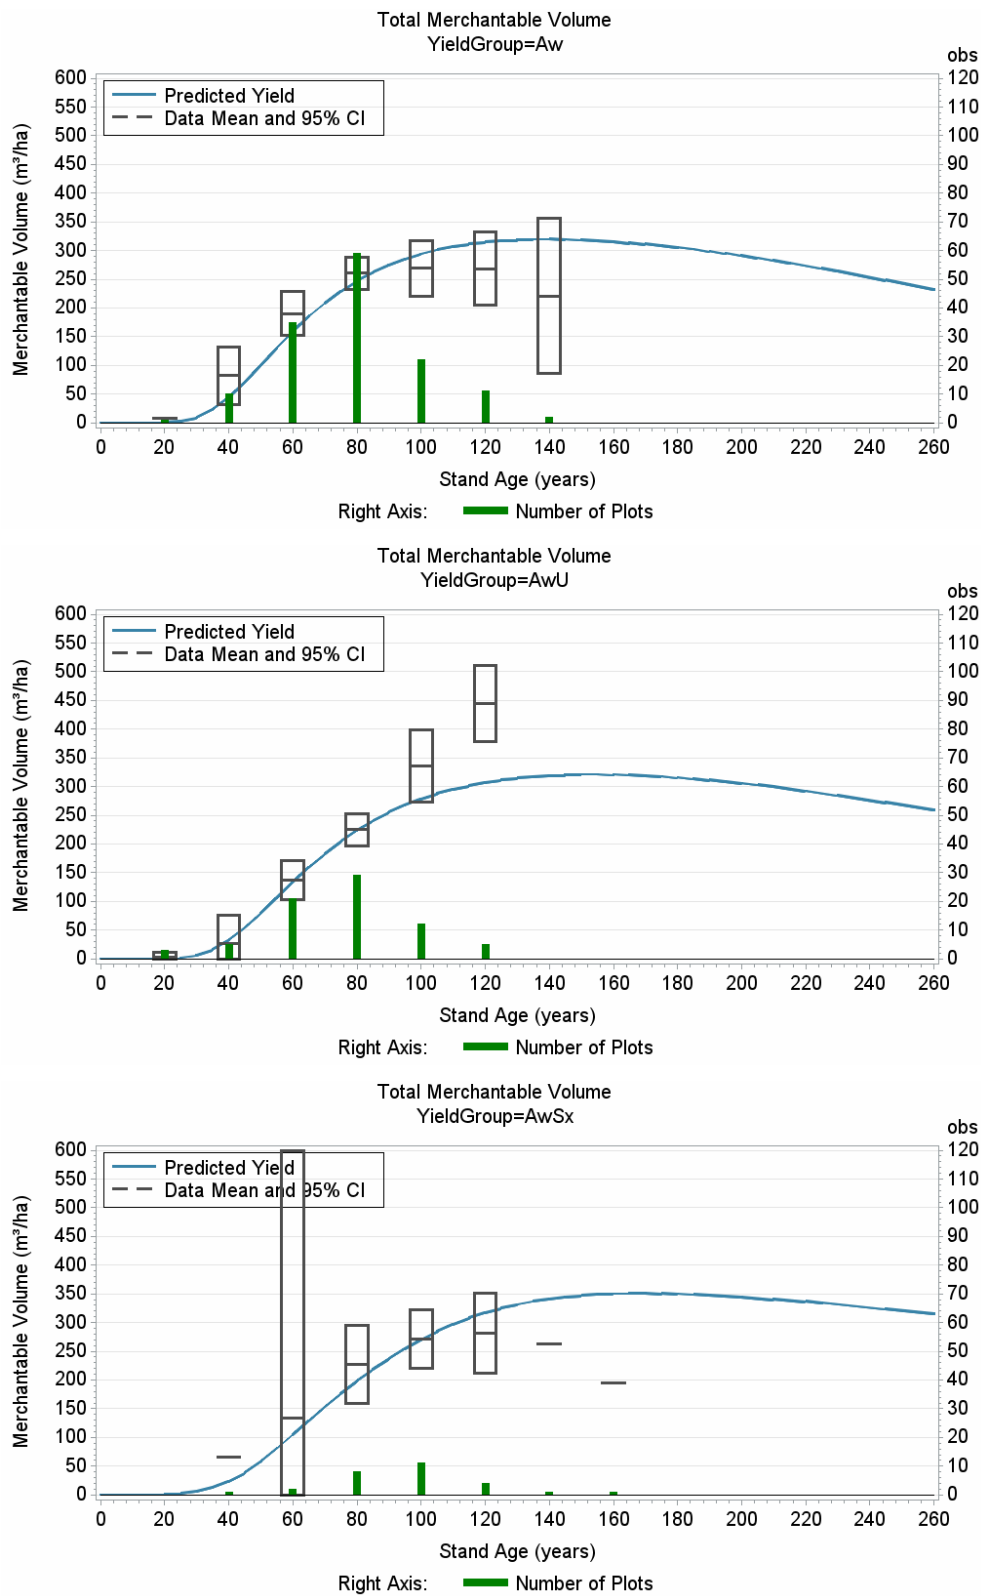 Total Merchantable Volume
YieldGroup=Aw
obs
Merchantable Volume (m³/ha)
600
550
500
450
400
350
300
250
200
150
100
50
0
Predicted Yield
Data Mean and 95% CI
120
110
100
90
80
70
60
50
40
30
20
10
0
0 20 40 60 80 100 120 140 160 180 200 220 240 260
Stand Age (years)
Right Axis: Number of Plots
Total Merchantable Volume
YieldGroup=AwU
obs
Merchantable Volume (m³/ha)
600
550
500
450
400
350
300
250
200
150
100
50
0
Predicted Yield
Data Mean and 95% CI
120
110
100
90
80
70
60
50
40
30
20
10
0
0 20 40 60 80 100 120 140 160 180 200 220 240 260
Stand Age (years)
Right Axis: Number of Plots
Total Merchantable Volume
YieldGroup=AwSx
obs
Merchantable Volume (m³/ha)
600
550
500
450
400
350
300
250
200
150
100
50
0
Predicted Yield
Data Mean and 95% CI
120
110
100
90
80
70
60
50
40
30
20
10
0
0 20 40 60 80 100 120 140 160 180 200 220 240 260
Stand Age (years)
Right Axis: Number of Plots